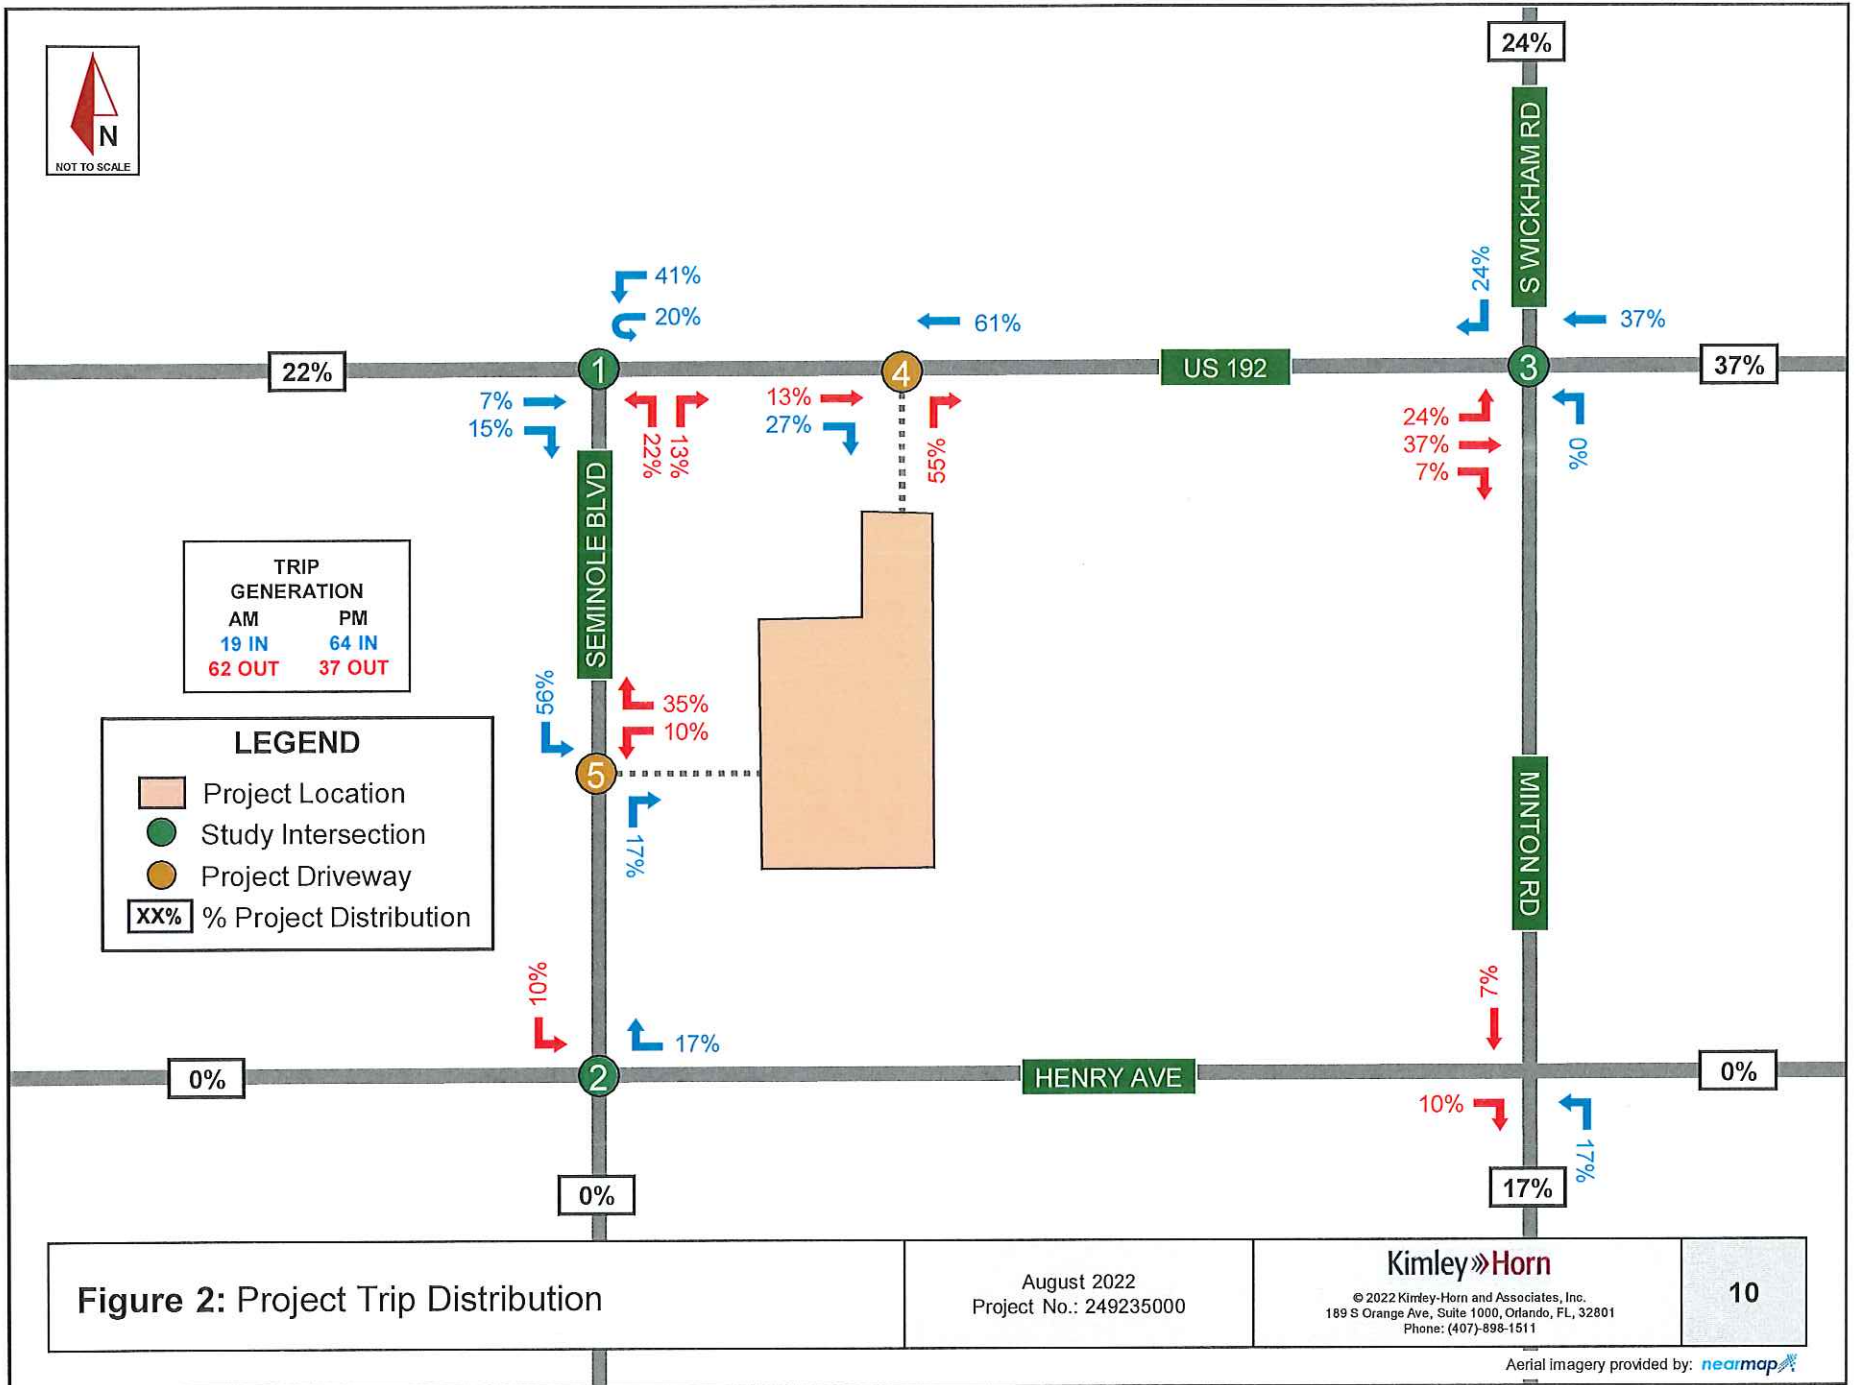 24%
S WICKHAM RD
N
NOT TO SCALE
41%
20%
61%
24%
37%
22%
1
4
US 192
3
37%
7%
15%
22%
13%
13%
27%
55%
24%
37%
7%
0%
SEMINOLE BLVD
TRIP
GENERATION
AM PM
19 IN 64 IN
62 OUT 37 OUT
56%
35%
10%
5
17%
LEGEND
Project Location
Study Intersection
Project Driveway
XX% % Project Distribution
MINTON RD
10%
17%
7%
0%
2
HENRY AVE
0%
10%
17%
0%
17%
Figure 2: Project Trip Distribution
August 2022
Project No.: 249235000
Kimley»Horn
© 2022 Kimley-Horn and Associates, Inc.
189 S Orange Ave, Suite 1000, Orlando, FL, 32801
Phone: (407)-898-1511
10
Aerial imagery provided by: nearmap